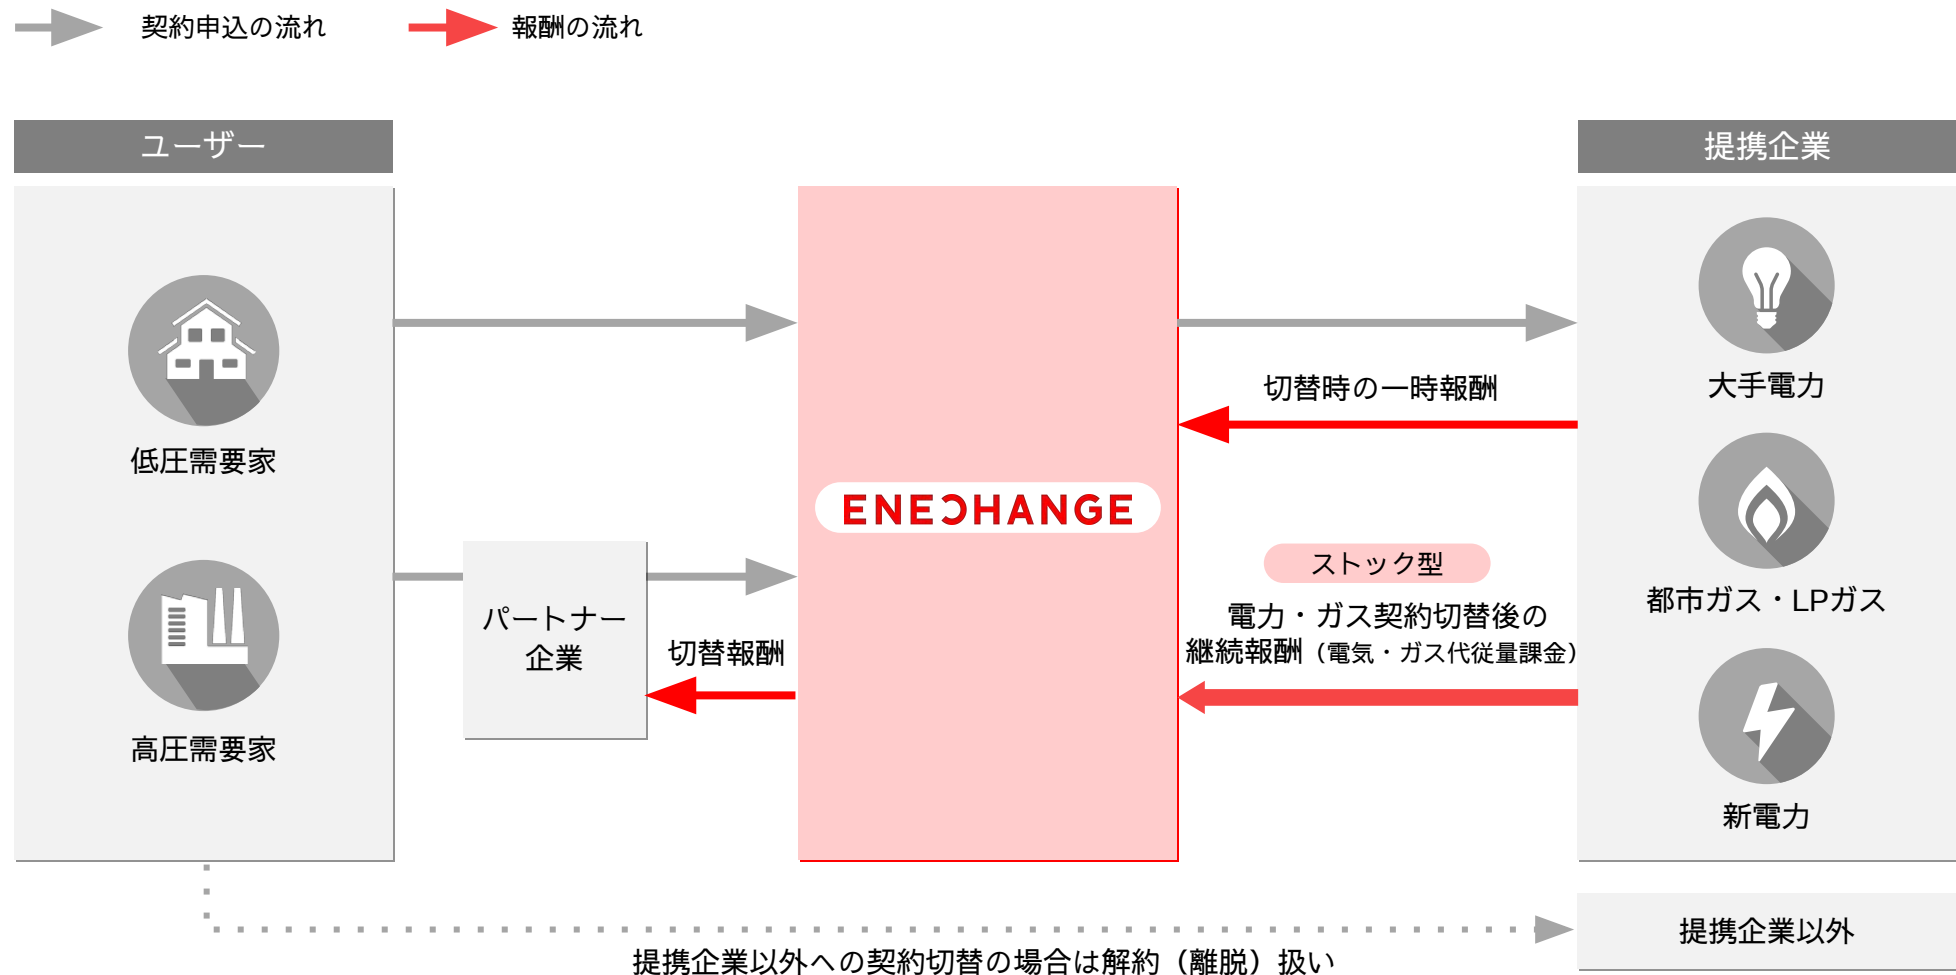 契約申込の流れ
報酬の流れ
ユーザー
提携企業
低圧需要家
高圧需要家
パートナー
企業
切替報酬
ENECHANGE
切替時の一時報酬
ストック型
電力・ガス契約切替後の
継続報酬（電気・ガス代従量課金）
大手電力
都市ガス・LPガス
新電力
提携企業以外
提携企業以外への契約切替の場合は解約（離脱）扱い